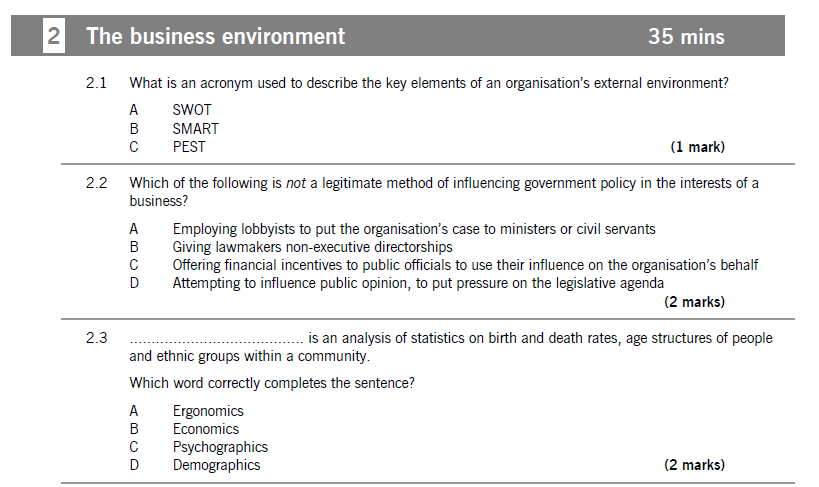 2 The business environment 35 mins
2.1 What is an acronym used to describe the key elements of an organisation's external environment?
A SWOT
B SMART
C PEST (1 mark)
2.2 Which of the following is not a legitimate method of influencing government policy in the interests of a
business?
A Employing lobbyists to put the organisation's case to ministers or civil servants
B Giving lawmakers non-executive directorships
C Offering financial incentives to public officials to use their influence on the organisation's behalf
D Attempting to influence public opinion, to put pressure on the legislative agenda
(2 marks)
2.3 ........................................ is an analysis of statistics on birth and death rates, age structures of people
and ethnic groups within a community.
Which word correctly completes the sentence?
A Ergonomics
B Economics
C Psychographics
D Demographics (2 marks)